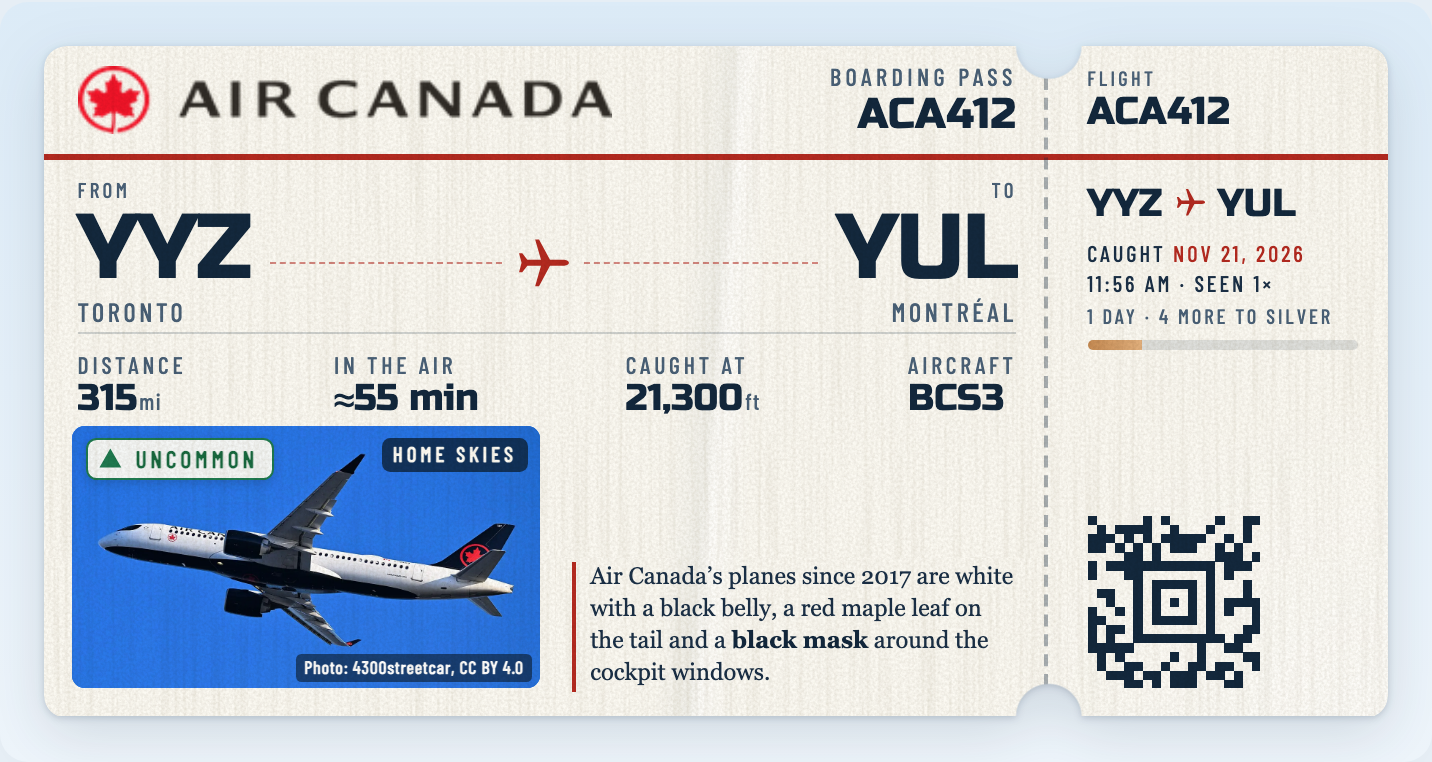 AIR CANADA
BOARDING PASS
ACA412
FLIGHT
ACA412
FROM
YYZ
TORONTO
TO
YUL
MONTRÉAL
YYZ YUL
CAUGHT NOV 21, 2026
11:56 AM · SEEN 1×
1 DAY · 4 MORE TO SILVER
DISTANCE
315mi
IN THE AIR
≈55 min
CAUGHT AT
21,300ft
AIRCRAFT
BCS3
▲ UNCOMMON
HOME SKIES
Photo: 4300streetcar, CC BY 4.0
Air Canada’s planes since 2017 are white
with a black belly, a red maple leaf on
the tail and a black mask around the
cockpit windows.